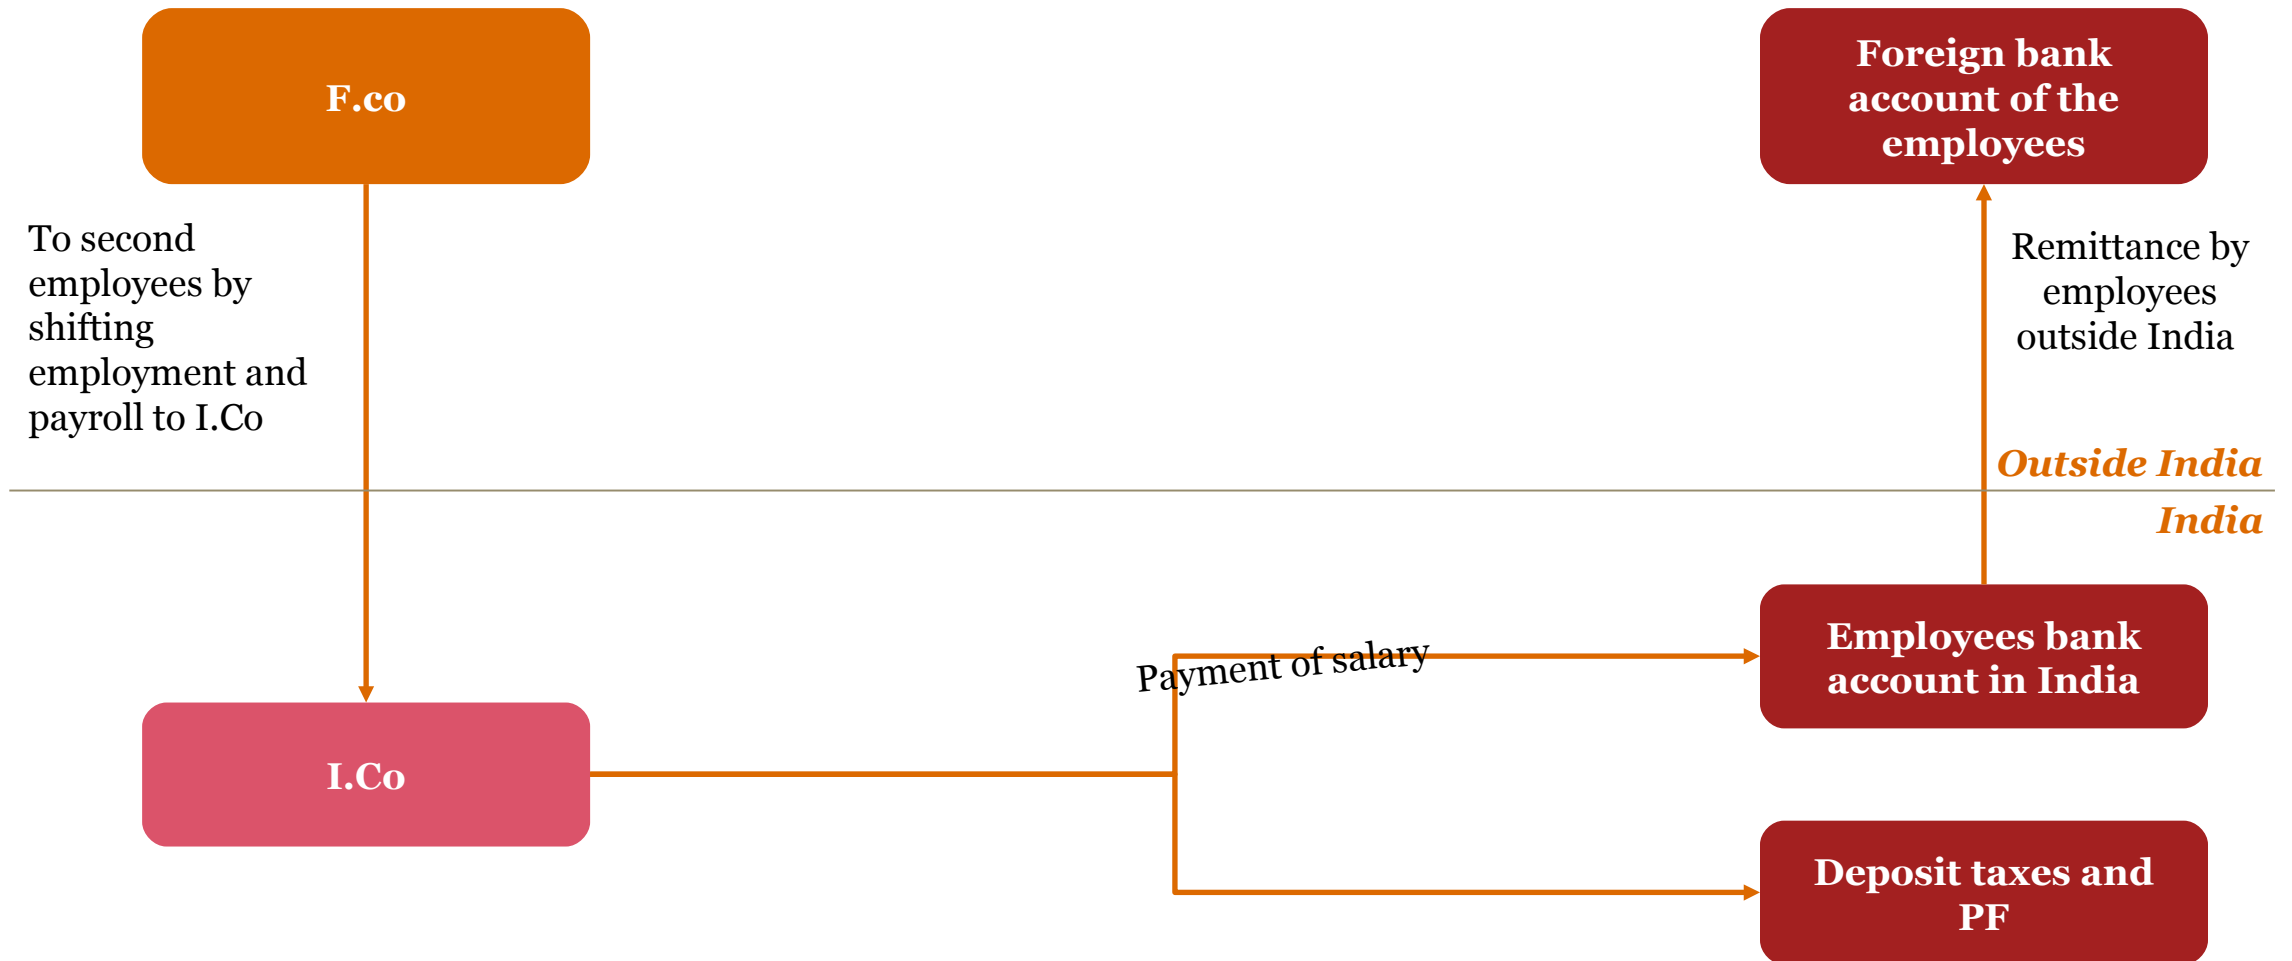 F.co
Foreign bank
account of the
employees
To second
employees by
shifting
employment and
payroll to I.Co
Remittance by
employees
outside India
Outside India
India
Payment of salary
Employees bank
account in India
I.Co
Deposit taxes and
PF